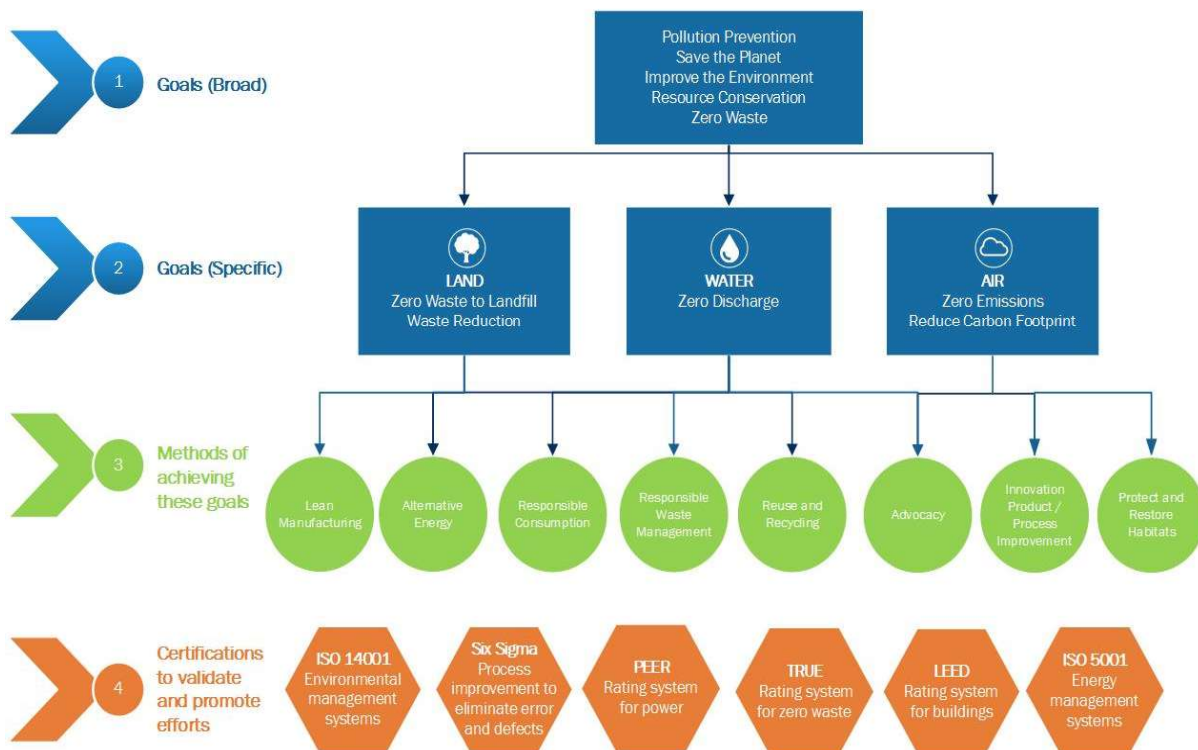 1
Goals (Broad)
Pollution Prevention
Save the Planet
Improve the Environment
Resource Conservation
Zero Waste
2
Goals (Specific)
LAND
Zero Waste to Landfill
Waste Reduction
WATER
Zero Discharge
AIR
Zero Emissions
Reduce Carbon Footprint
3
Methods of
achieving
these goals
Lean
Manufacturing
Alternative
Energy
Responsible
Consumption
Responsible
Waste
Management
Reuse and
Recycling
Advocacy
Innovation
Product /
Process
Improvement
Protect and
Restore
Habitats
4
Certifications
to validate
and promote
efforts
ISO 14001
Environmental
management
systems
Six Sigma
Process
improvement to
eliminate error
and defects
PEER
Rating system
for power
TRUE
Rating system
for zero waste
LEED
Rating system
for buildings
ISO 5001
Energy
management
systems